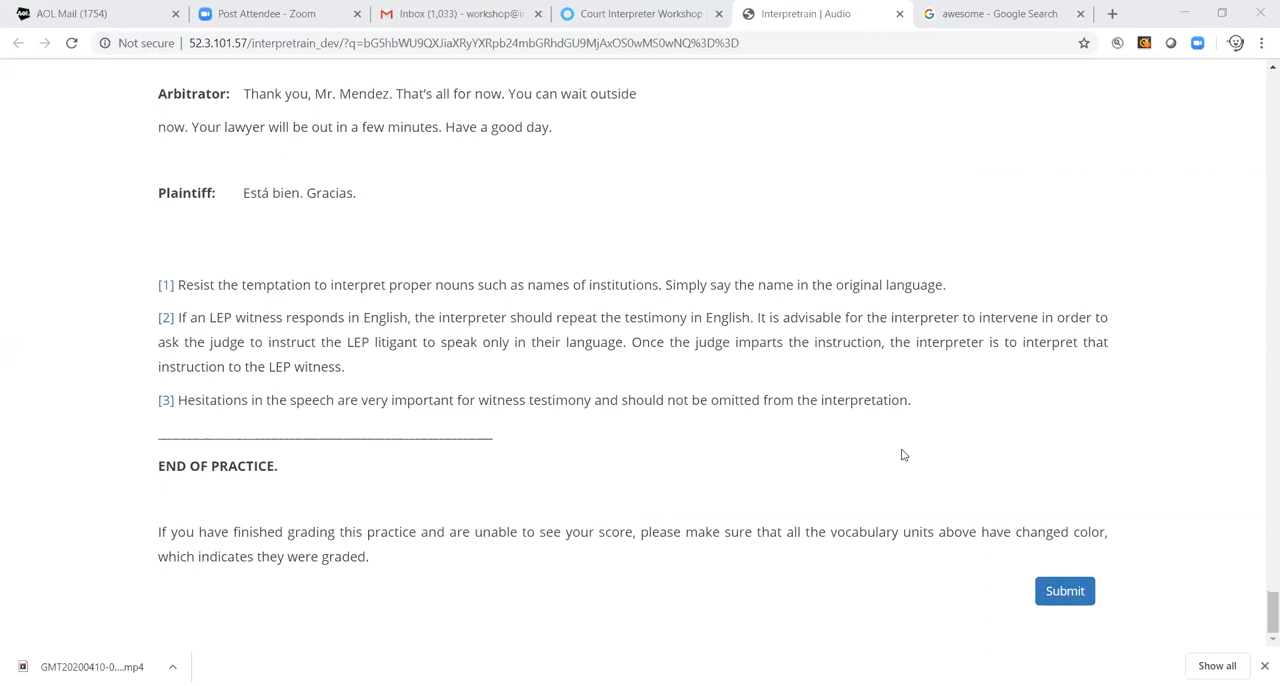 AOL Mail (1754)
Post Attendee - Zoom
Inbox (1,033) - workshop@i
Court Interpreter Workshop
Interpretrain | Audio
awesome - Google Search
Not secure | 52.3.101.57/interpretrain_dev/?q=bG5hbWU9QXJiaXRyYXRpb24mbGRhdGU9MjAxOS0wMS0wNQ%3D%3D
Arbitrator: Thank you, Mr. Mendez. That's all for now. You can wait outside
now. Your lawyer will be out in a few minutes. Have a good day.
Plaintiff: Está bien. Gracias.
[1] Resist the temptation to interpret proper nouns such as names of institutions. Simply say the name in the original language.
[2] If an LEP witness responds in English, the interpreter should repeat the testimony in English. It is advisable for the interpreter to intervene in order to
ask the judge to instruct the LEP litigant to speak only in their language. Once the judge imparts the instruction, the interpreter is to interpret that
instruction to the LEP witness.
[3] Hesitations in the speech are very important for witness testimony and should not be omitted from the interpretation.
END OF PRACTICE.
If you have finished grading this practice and are unable to see your score, please make sure that all the vocabulary units above have changed color,
which indicates they were graded.
Submit
GMT20200410-0....mp4
Show all